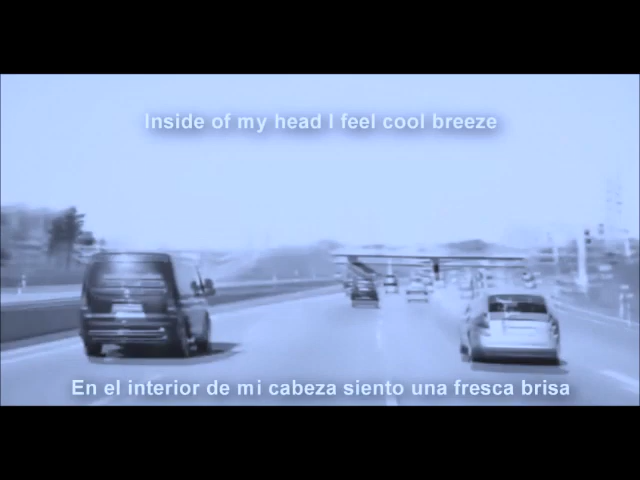 Inside of my head I feel cool breeze
En el interior de mi cabeza siento una fresca brisa